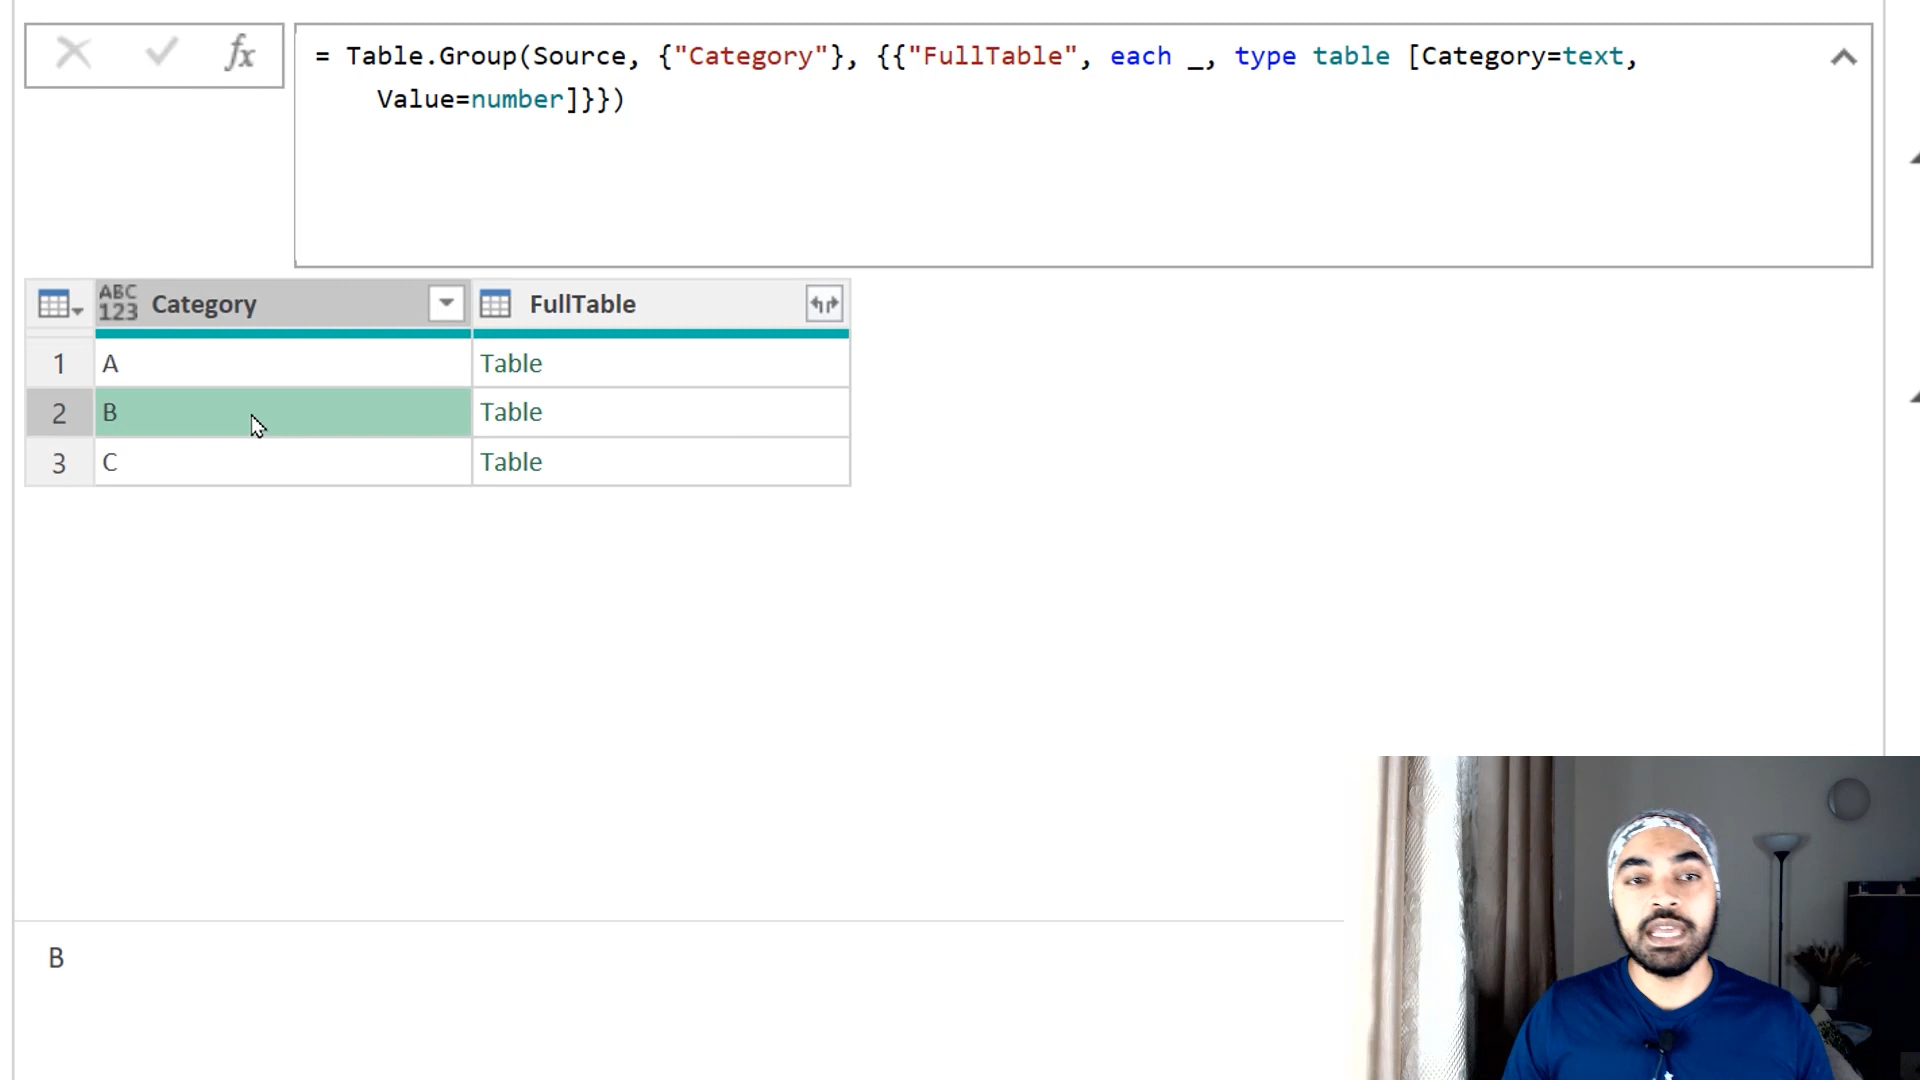 fx
= Table.Group(Source, {"Category"}, {{"FullTable", each _, type table [Category=text,
Value=number]}})
ABC
123
Category
FullTable
1
A
Table
2
B
Table
3
C
Table
B